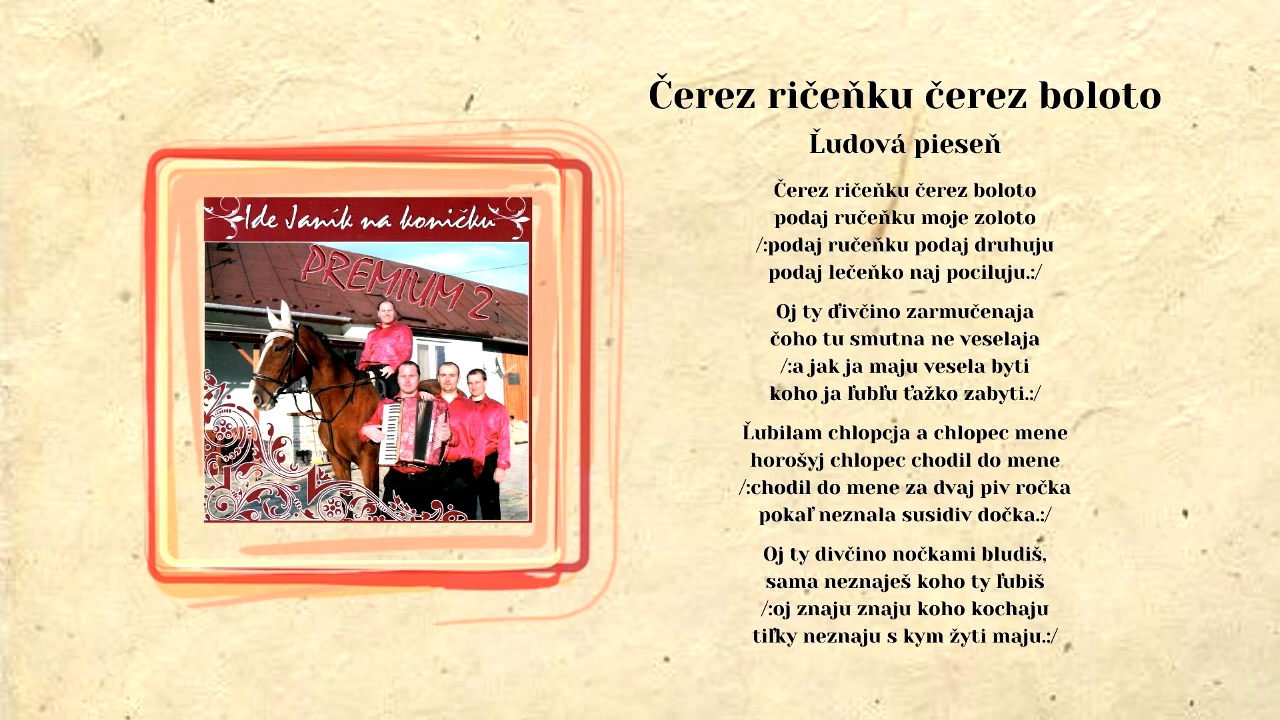 Ide Janík na koníčku
PREMIUM 2
Čerez ričeňku čerez boloto
Ľudová pieseň
Čerez ričeňku čerez boloto
podaj ručeňku moje zoloto
/:podaj ručeňku podaj druhuju
podaj lečeňko naj pociluju.:/
Oj ty ďivčino zarmučenaja
čoho tu smutna ne veselaja
/:a jak ja maju vesela byti
koho ja ľubľu ťažko zabyti.:/
Ľubilam chlopcja a chlopec mene
horošyj chlopec chodil do mene
/:chodil do mene za dvaj piv ročka
pokaľ neznala susidiv dočka.:/
Oj ty divčino nočkami bludiš,
sama neznaješ koho ty ľubiš
/:oj znaju znaju koho kochaju
tiľky neznaju s kym žyti maju.:/